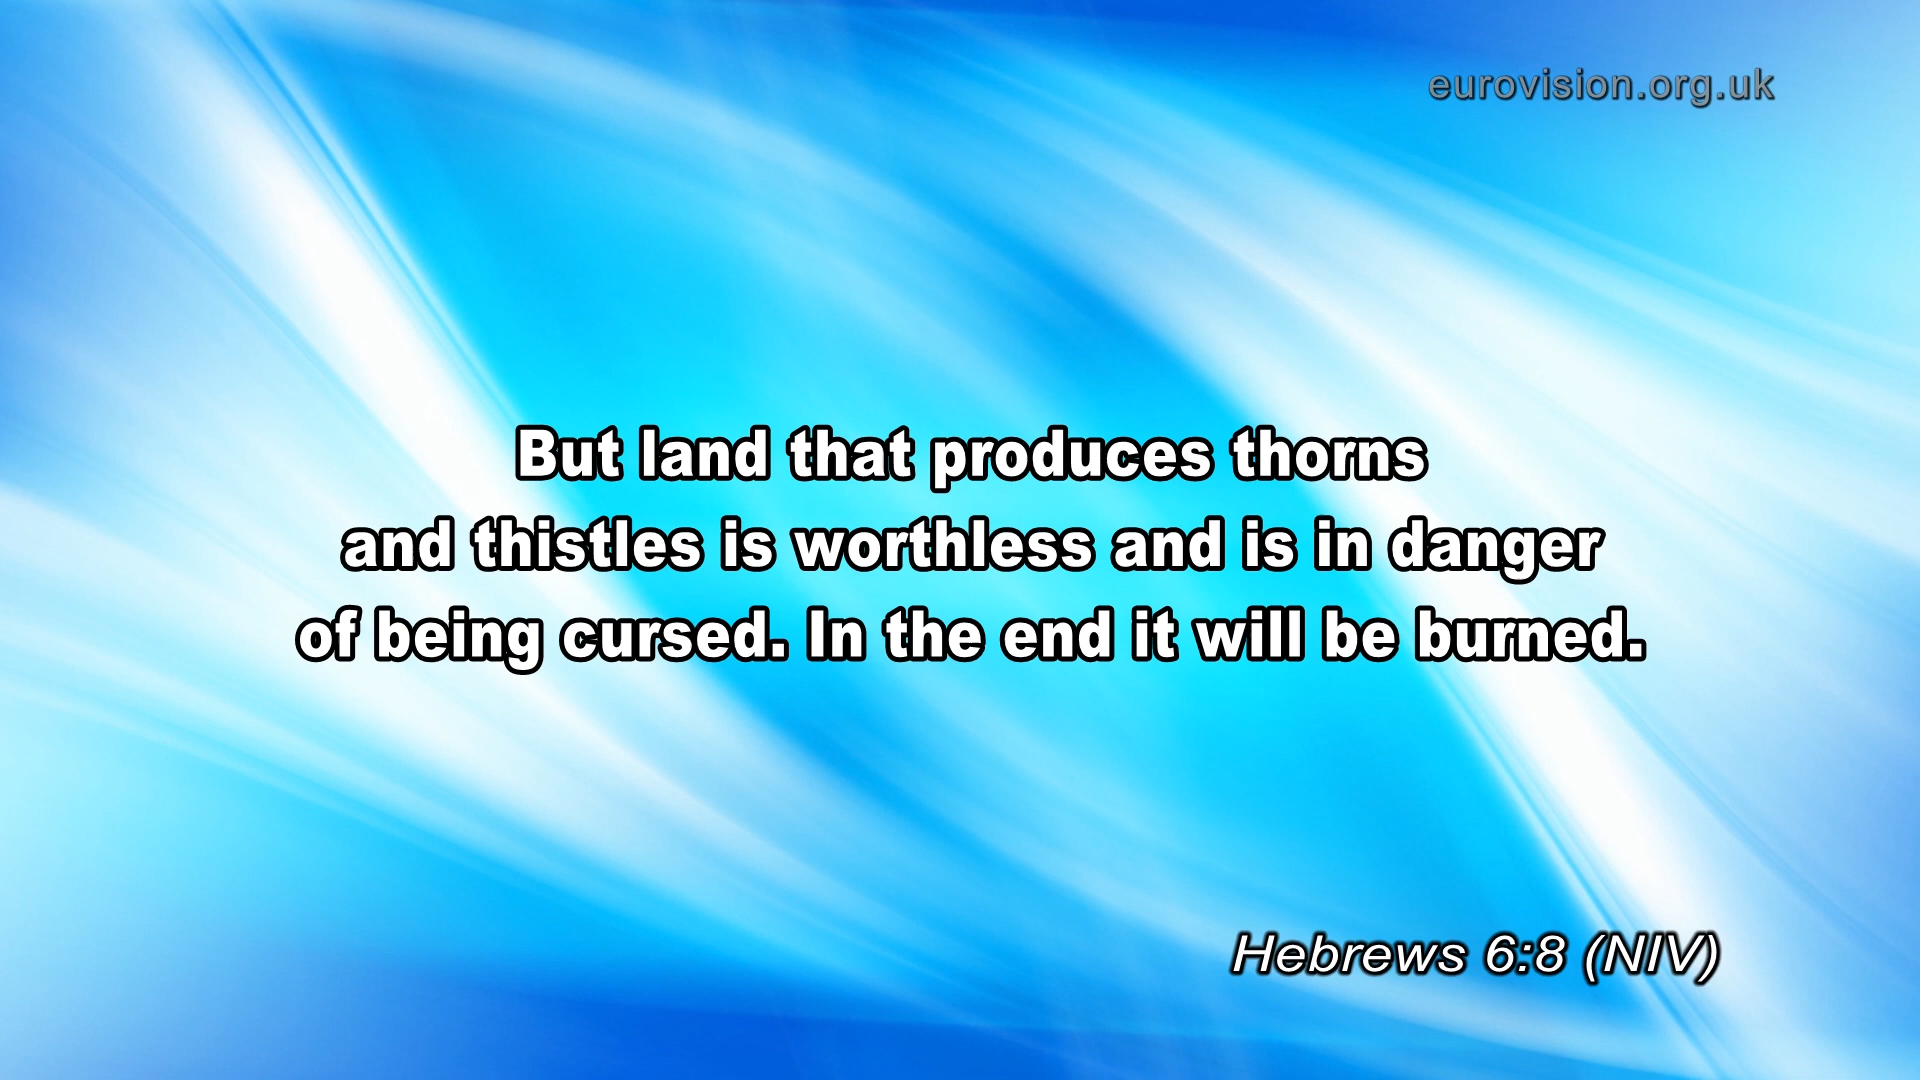 eurovision.org.uk
But land that produces thorns
and thistles is worthless and is in danger
of being cursed. In the end it will be burned.
Hebrews 6:8 (NIV)